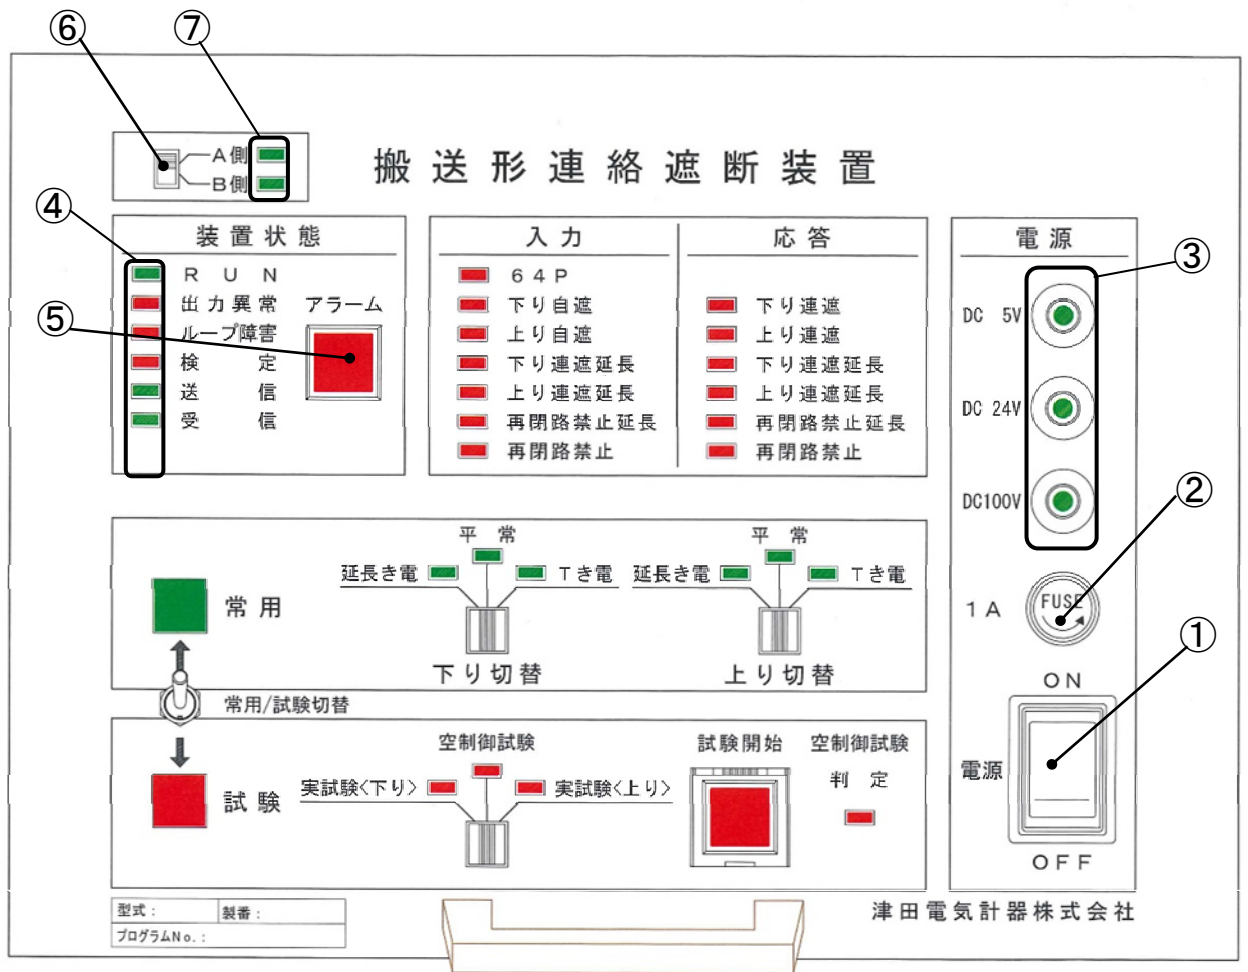 ⑥ ⑦
A側
B側
搬送形連絡遮断装置
④
装置状態
RUN
出力異常
ループ障害
検定
送信
受信
アラーム
⑤
入力
64P
下り自遮
上り自遮
下り連遮延長
上り連遮延長
再閉路禁止延長
再閉路禁止
応答
下り連遮
上り連遮
下り連遮延長
上り連遮延長
再閉路禁止延長
再閉路禁止
電源
③
DC 5V
DC 24V
DC100V
②
1A
FUSE
①
ON
電源
OFF
常用
平常
延長き電
Tき電
下り切替
平常
延長き電
Tき電
上り切替
常用/試験切替
試験
空制御試験
実試験<下り>
実試験<上り>
試験開始
空制御試験
判定
型式:
製番:
プログラムNo.:
津田電気計器株式会社